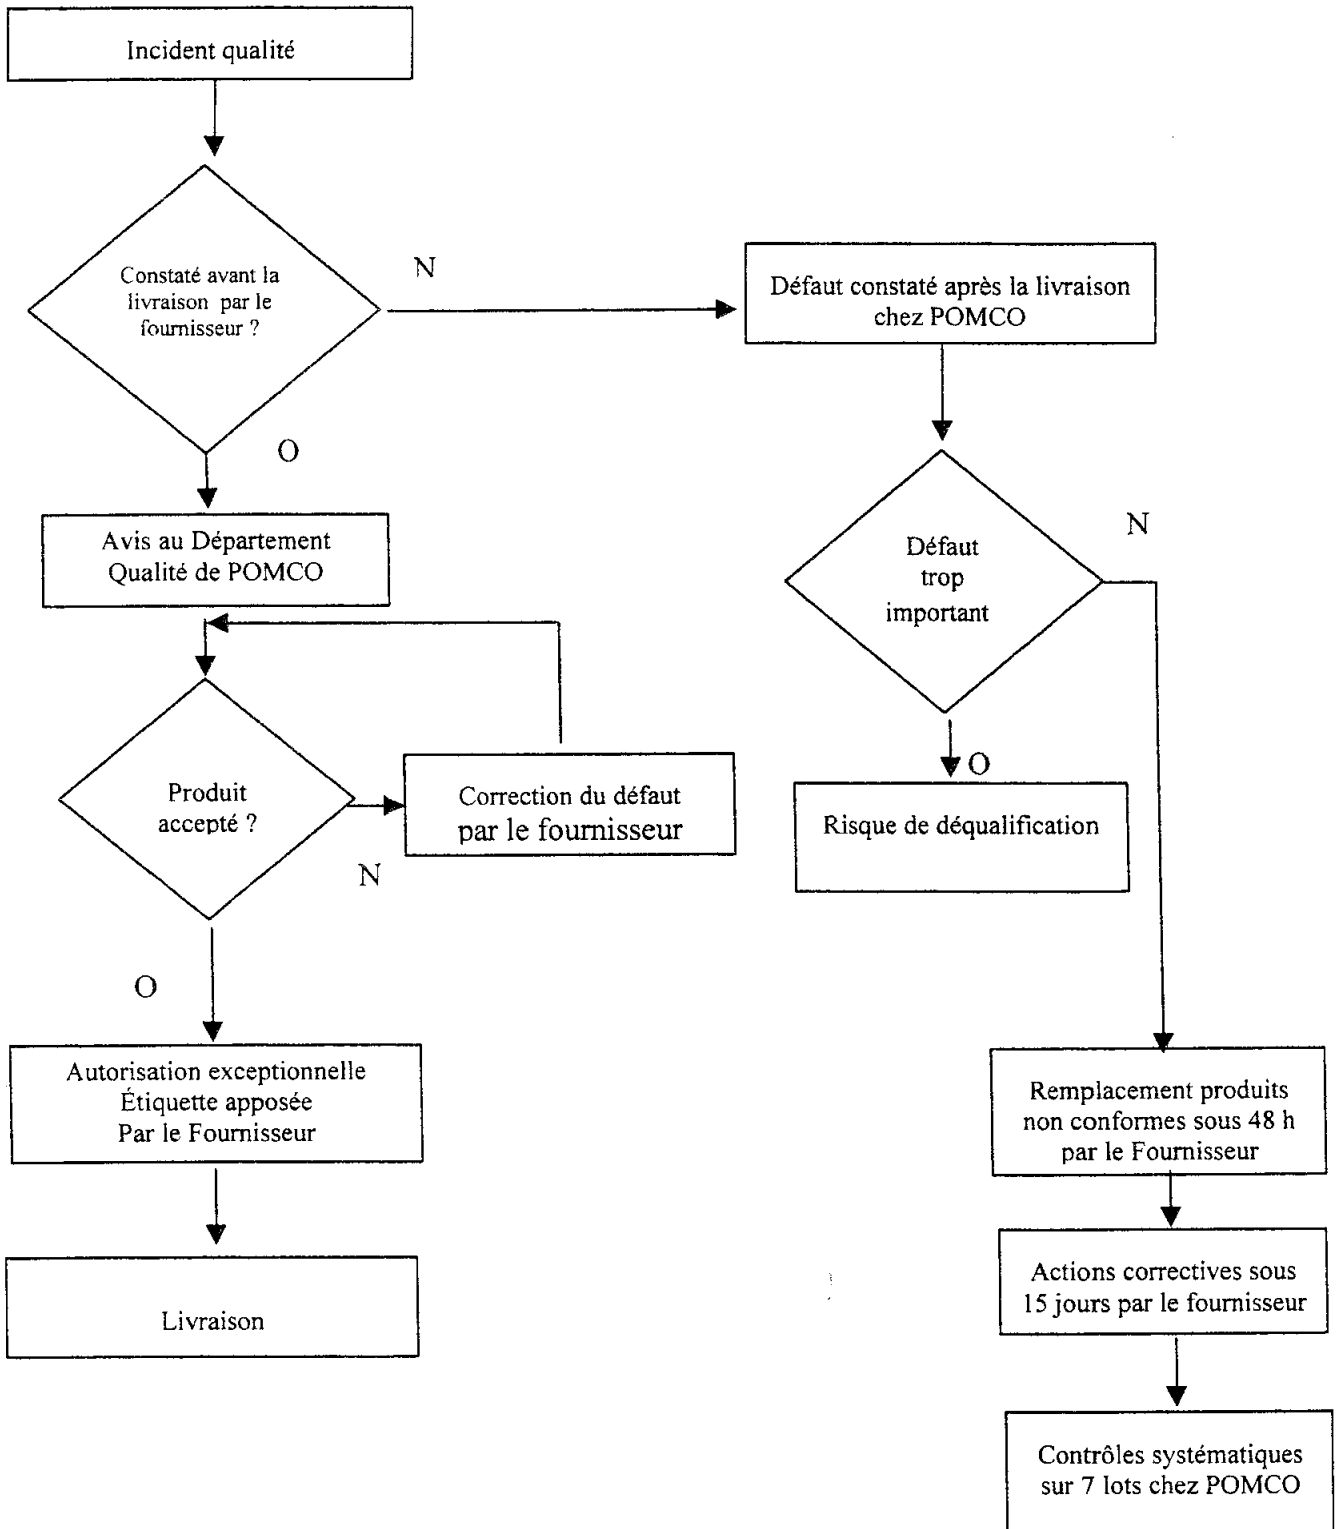 Incident qualité
Constaté avant la
livraison par le
fournisseur ?
N
Défaut constaté après la livraison
chez POMCO
O
Avis au Département
Qualité de POMCO
Défaut
trop
important
N
Produit
accepté ?
N
Correction du défaut
par le fournisseur
O
Risque de déqualification
O
Autorisation exceptionnelle
Étiquette apposée
Par le Fournisseur
Remplacement produits
non conformes sous 48 h
par le Fournisseur
Livraison
Actions correctives sous
15 jours par le fournisseur
Contrôles systématiques
sur 7 lots chez POMCO